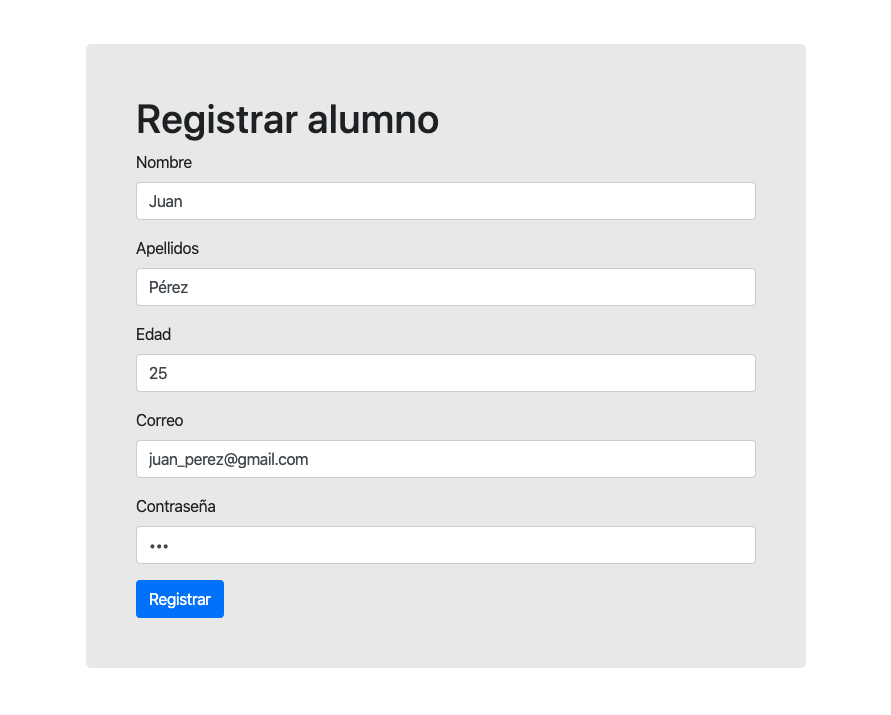 Registrar alumno
Nombre
Juan
Apellidos
Pérez
Edad
25
Correo
juan_perez@gmail.com
Contraseña
•••
Registrar